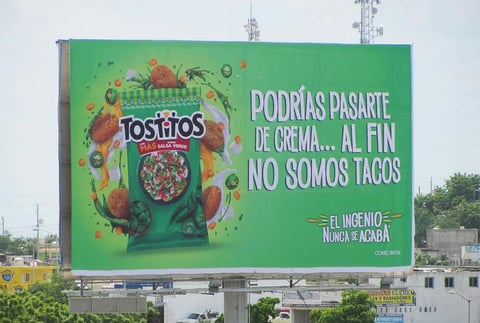 PODRÍAS PASARTE
DE CREMA... AL FIN
NO SOMOS TACOS
TOSTITOS
SALSA VERDE
EL INGENIO
NUNCA SE ACABA
COME BIEN.